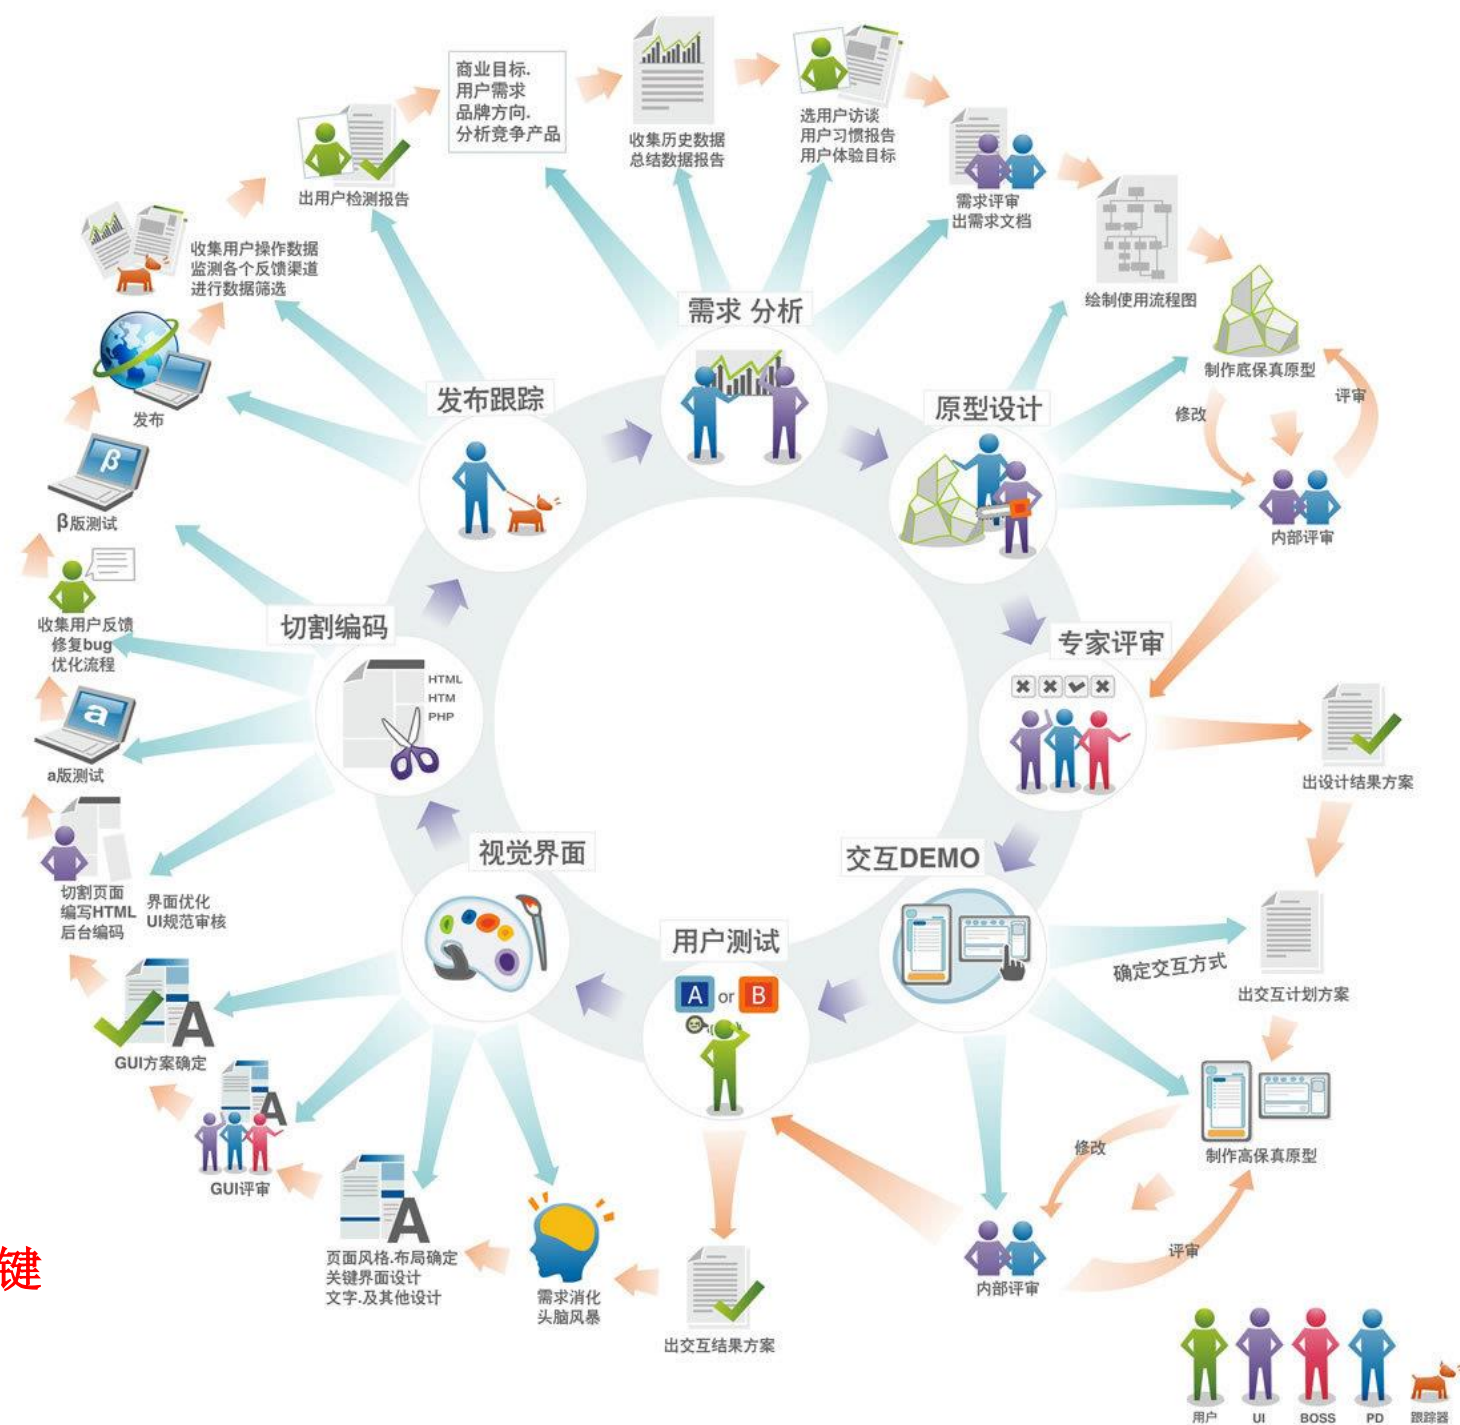 商业目标.
用户需求
品牌方向.
分析竞争产品
收集历史数据
总结数据报告
选用户访谈
用户习惯报告
用户体验目标
需求评审
出需求文档
绘制使用流程图
制作底保真原型
修改
评审
内部评审
出用户检测报告
收集用户操作数据
监测各个反馈渠道
进行数据筛选
发布
β
β版测试
收集用户反馈
修复bug
优化流程
a
a版测试
切割页面
编写HTML
后台编码
界面优化
UI规范审核
A
GUI方案确定
A
GUI评审
A
页面风格.布局确定
关键界面设计
文字.及其他设计
需求消化
头脑风暴
出交互结果方案
需求 分析
原型设计
专家评审
出设计结果方案
交互DEMO
确定交互方式
出交互计划方案
制作高保真原型
修改
评审
内部评审
用户测试
A or B
视觉界面
切割编码
HTML
HTM
PHP
发布跟踪
键
用户
UI
BOSS
PD
跟踪器